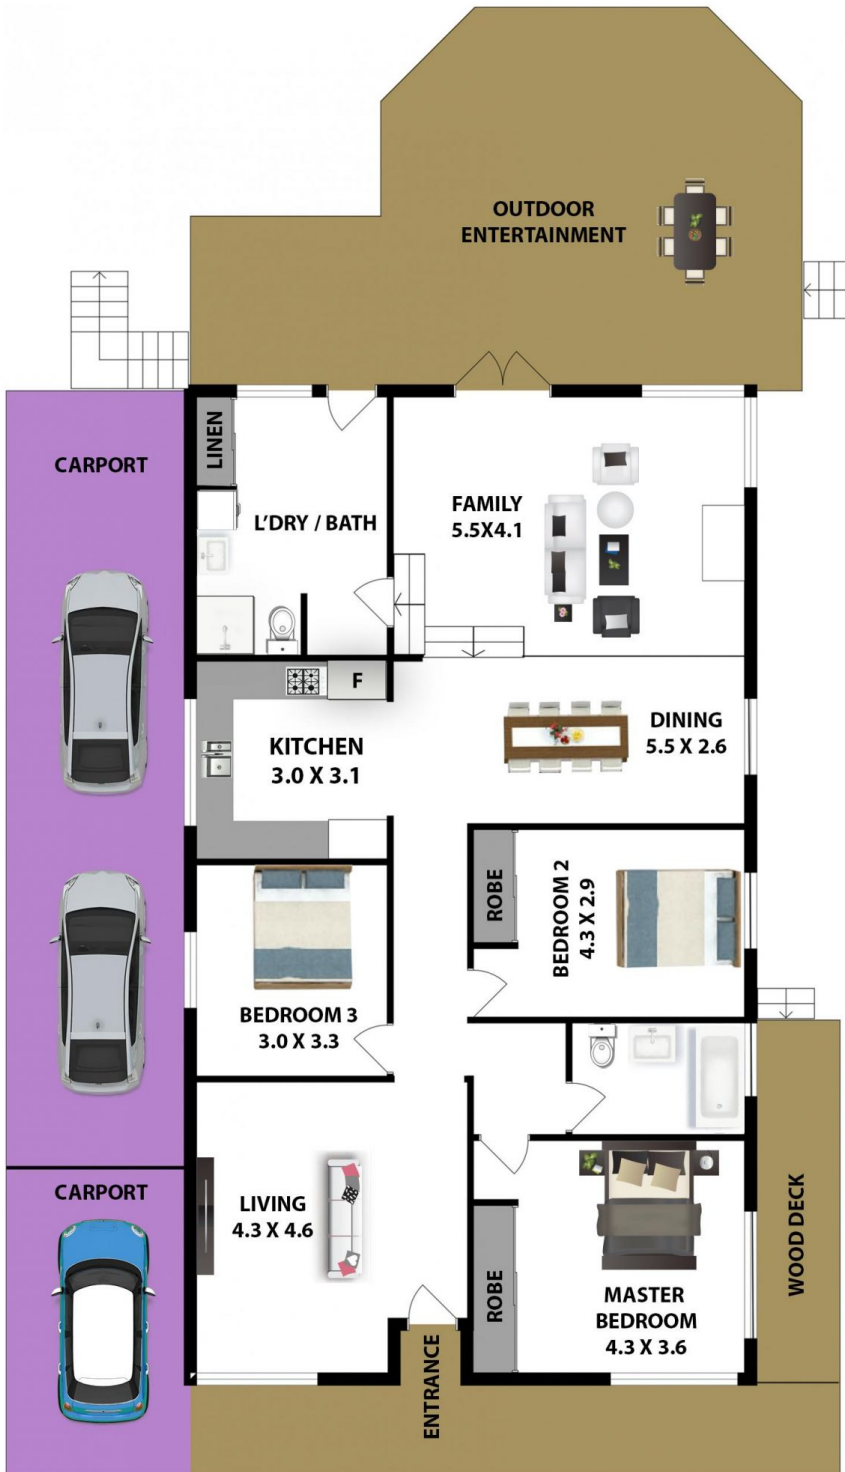 OUTDOOR
ENTERTAINMENT
CARPORT
LINEN
L'DRY / BATH
FAMILY
5.5X4.1
F
KITCHEN
3.0 X 3.1
DINING
5.5 X 2.6
ROBE
BEDROOM 2
4.3 X 2.9
BEDROOM 3
3.0 X 3.3
CARPORT
LIVING
4.3 X 4.6
ROBE
MASTER
BEDROOM
4.3 X 3.6
WOOD DECK
ENTRANCE